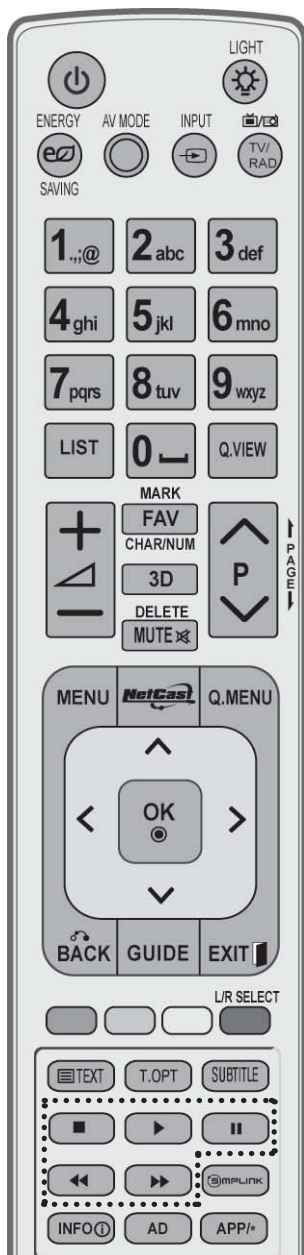 LIGHT
ENERGY AV MODE INPUT
TV/
RAD
SAVING
1.,;@ 2abc 3def
4ghi 5jkl 6mno
7pqrs 8tuv 9wxyz
LIST 0 Q.VIEW
MARK
FAV
CHAR/NUM
3D
P
PAGE
DELETE
MUTE
MENU NetCast Q.MENU
OK
BACK GUIDE EXIT
L/R SELECT
TEXT T.OPT SUBTITLE
SIMPLINK
INFO AD APP/*